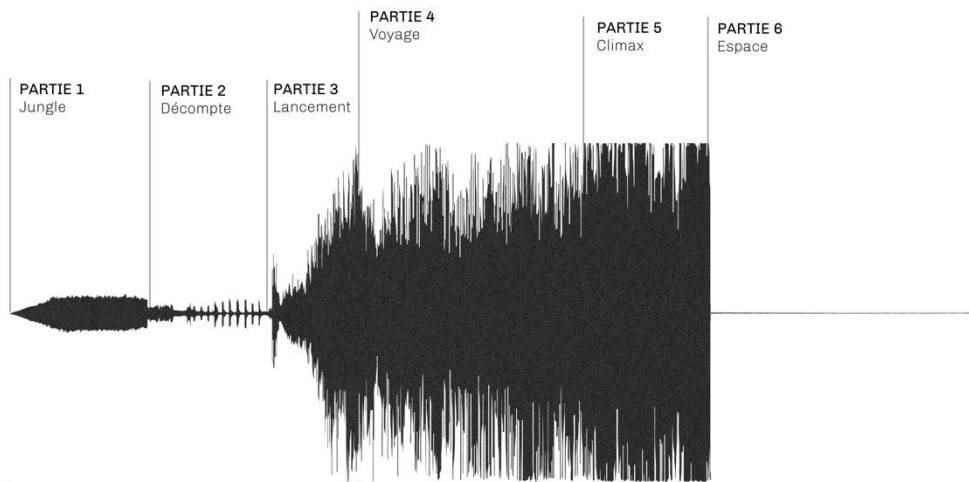 PARTIE 1
Jungle
PARTIE 2
Décompte
PARTIE 3
Lancement
PARTIE 4
Voyage
PARTIE 5
Climax
PARTIE 6
Espace